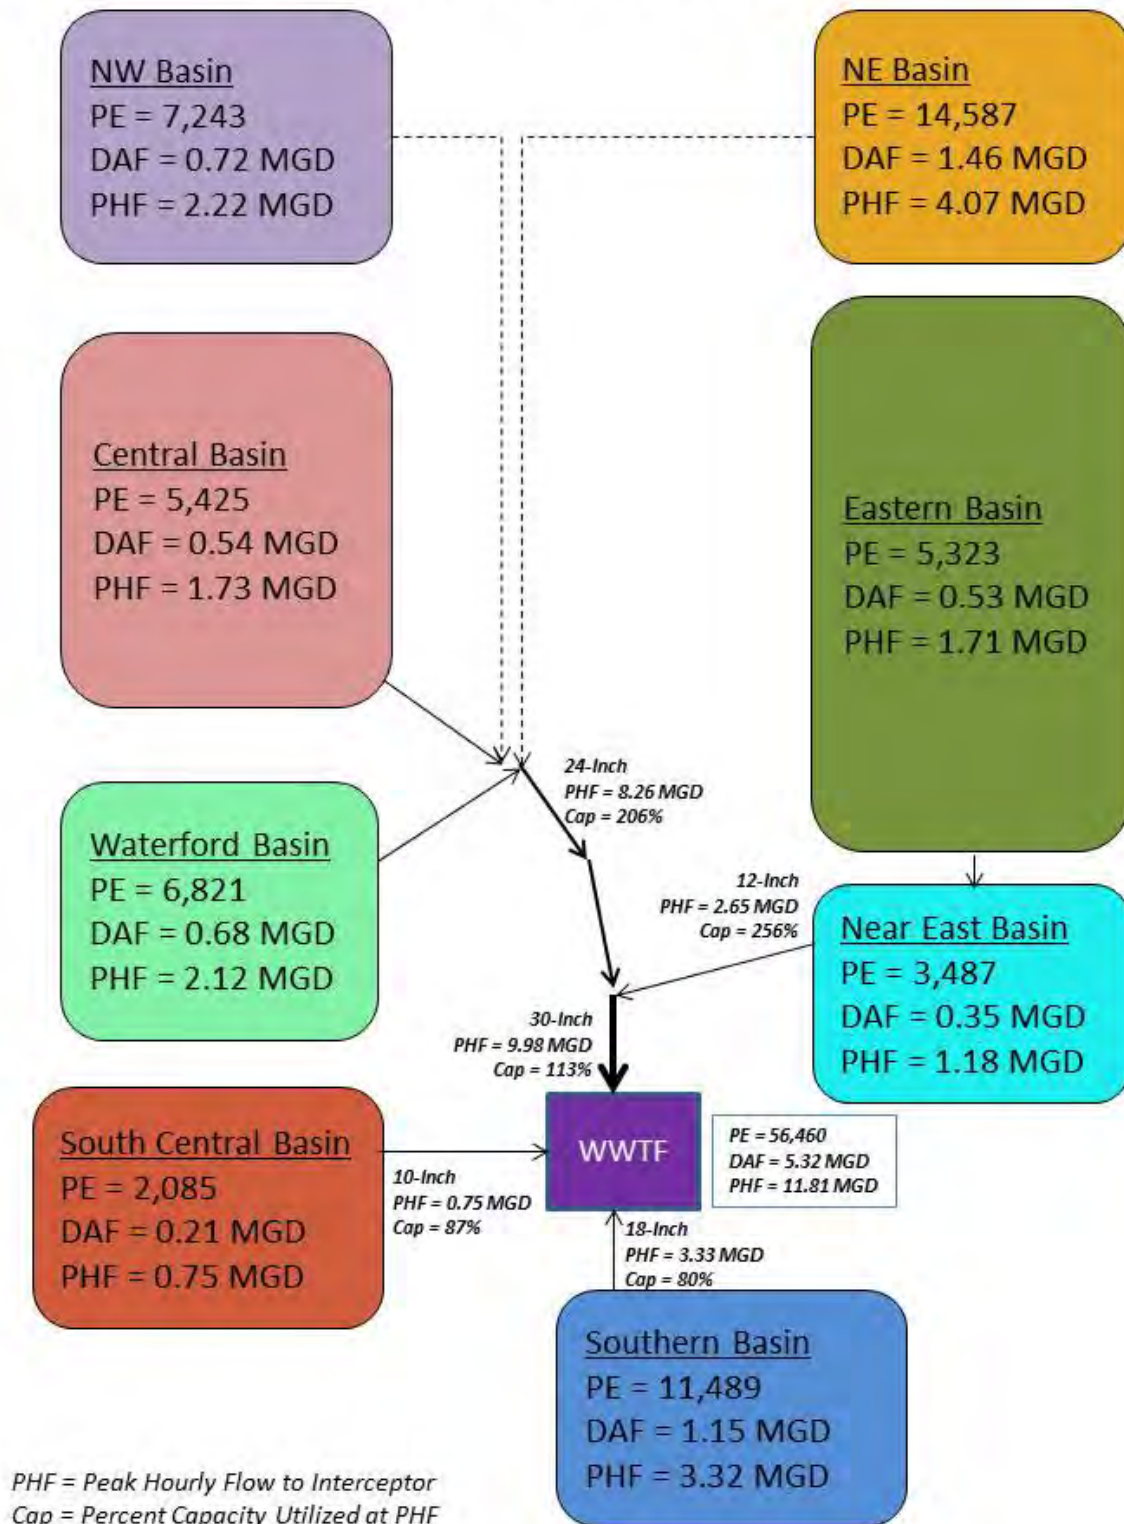 NW Basin
PE = 7,243
DAF = 0.72 MGD
PHF = 2.22 MGD
NE Basin
PE = 14,587
DAF = 1.46 MGD
PHF = 4.07 MGD
Central Basin
PE = 5,425
DAF = 0.54 MGD
PHF = 1.73 MGD
Eastern Basin
PE = 5,323
DAF = 0.53 MGD
PHF = 1.71 MGD
24-Inch
PHF = 8.26 MGD
Cap = 206%
Waterford Basin
PE = 6,821
DAF = 0.68 MGD
PHF = 2.12 MGD
12-Inch
PHF = 2.65 MGD
Cap = 256%
Near East Basin
PE = 3,487
DAF = 0.35 MGD
PHF = 1.18 MGD
30-Inch
PHF = 9.98 MGD
Cap = 113%
South Central Basin
PE = 2,085
DAF = 0.21 MGD
PHF = 0.75 MGD
10-Inch
PHF = 0.75 MGD
Cap = 87%
WWTF
PE = 56,460
DAF = 5.32 MGD
PHF = 11.81 MGD
18-Inch
PHF = 3.33 MGD
Cap = 80%
Southern Basin
PE = 11,489
DAF = 1.15 MGD
PHF = 3.32 MGD
PHF = Peak Hourly Flow to Interceptor
Cap = Percent Capacity Utilized at PHF